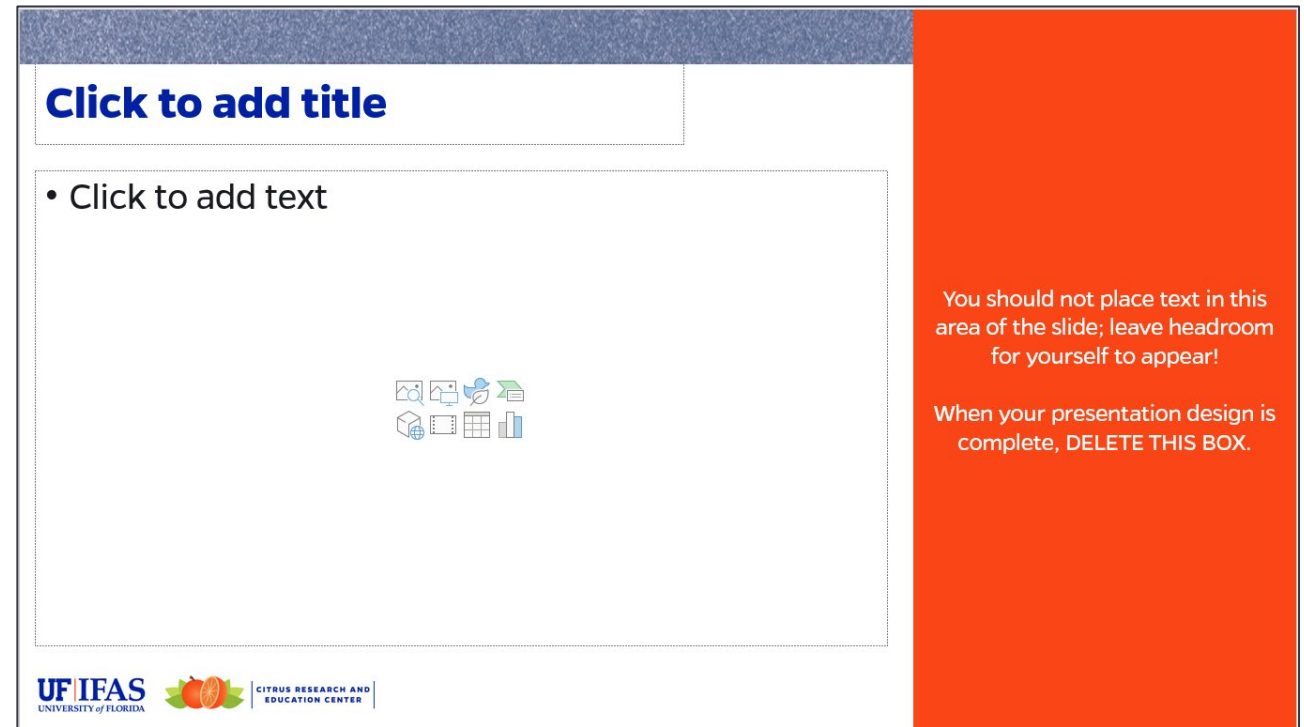 Click to add title
• Click to add text
You should not place text in this
area of the slide; leave headroom
for yourself to appear!
When your presentation design is
complete, DELETE THIS BOX.
UF|IFAS
UNIVERSITY of FLORIDA
CITRUS RESEARCH AND
EDUCATION CENTER